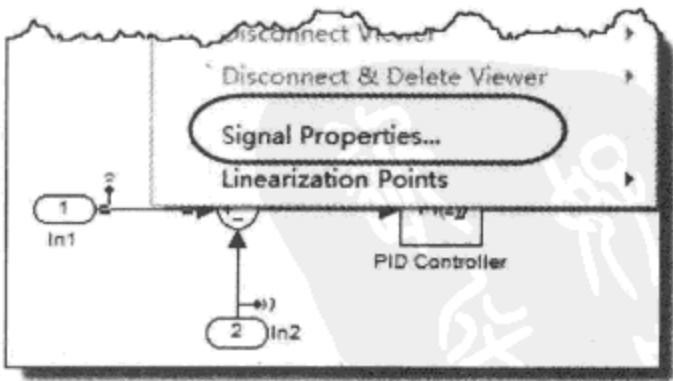 Disconnect Viewer
Disconnect & Delete Viewer
Signal Properties...
Linearization Points
1
In1
PID Controller
2
In2